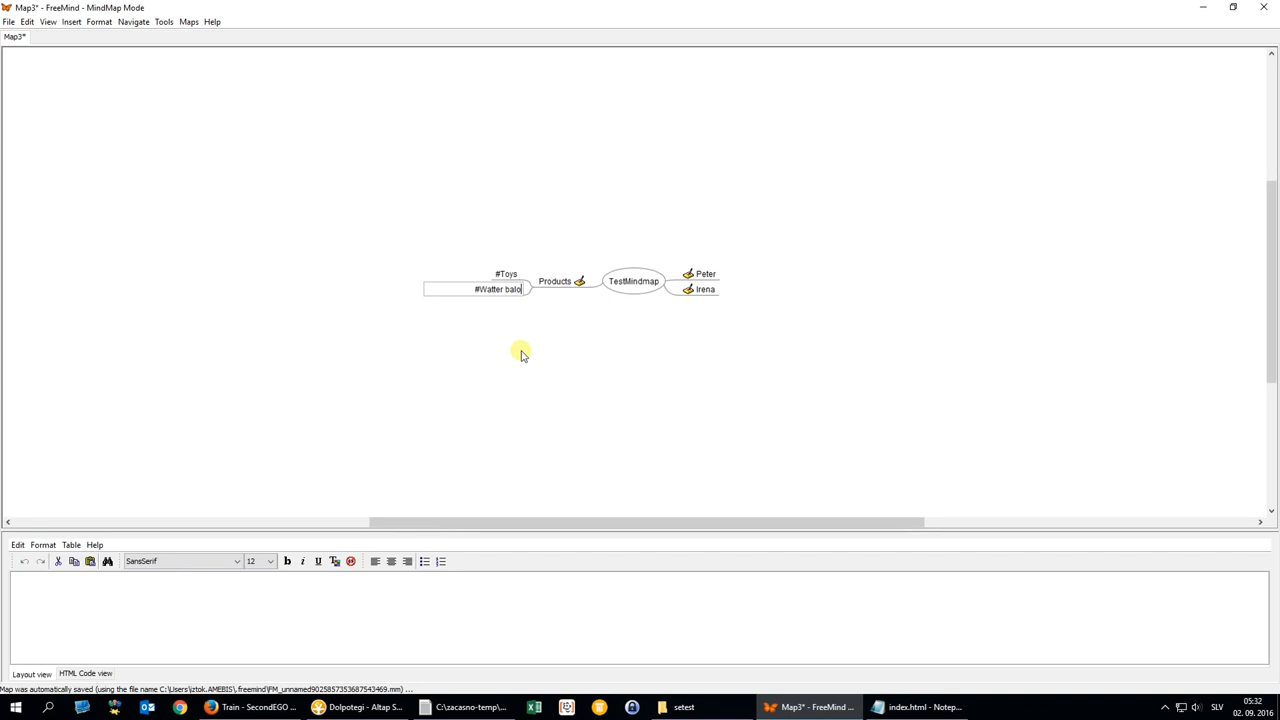 Map3* - FreeMind - MindMap Mode
File Edit View Insert Format Navigate Tools Maps Help
Map3*
#Toys
#Watter balo
Products
TestMindmap
Peter
Irena
Edit Format Table Help
SansSerif 12 b i U
Layout view HTML Code view
Map was automatically saved (using the file name C:\Users\iztok.AMEBIS\.freemind\FM_unnamed9025857353687543469.mm) ...
Train - SecondEGO ... Dolpotegi - Altap S... C:\zacasno-temp\... setest Map3* - FreeMind ... index.html - Notep... SLV 05:32
02. 09. 2016